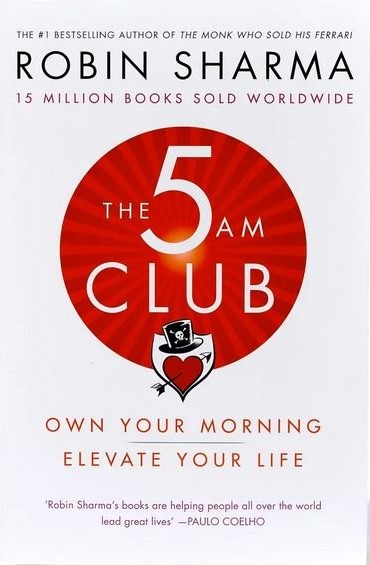 THE #1 BESTSELLING AUTHOR OF THE MONK WHO SOLD HIS FERRARI
ROBIN SHARMA
15 MILLION BOOKS SOLD WORLDWIDE
THE 5 AM
CLUB
OWN YOUR MORNING
ELEVATE YOUR LIFE
‘Robin Sharma’s books are helping people all over the world
lead great lives’ —PAULO COELHO